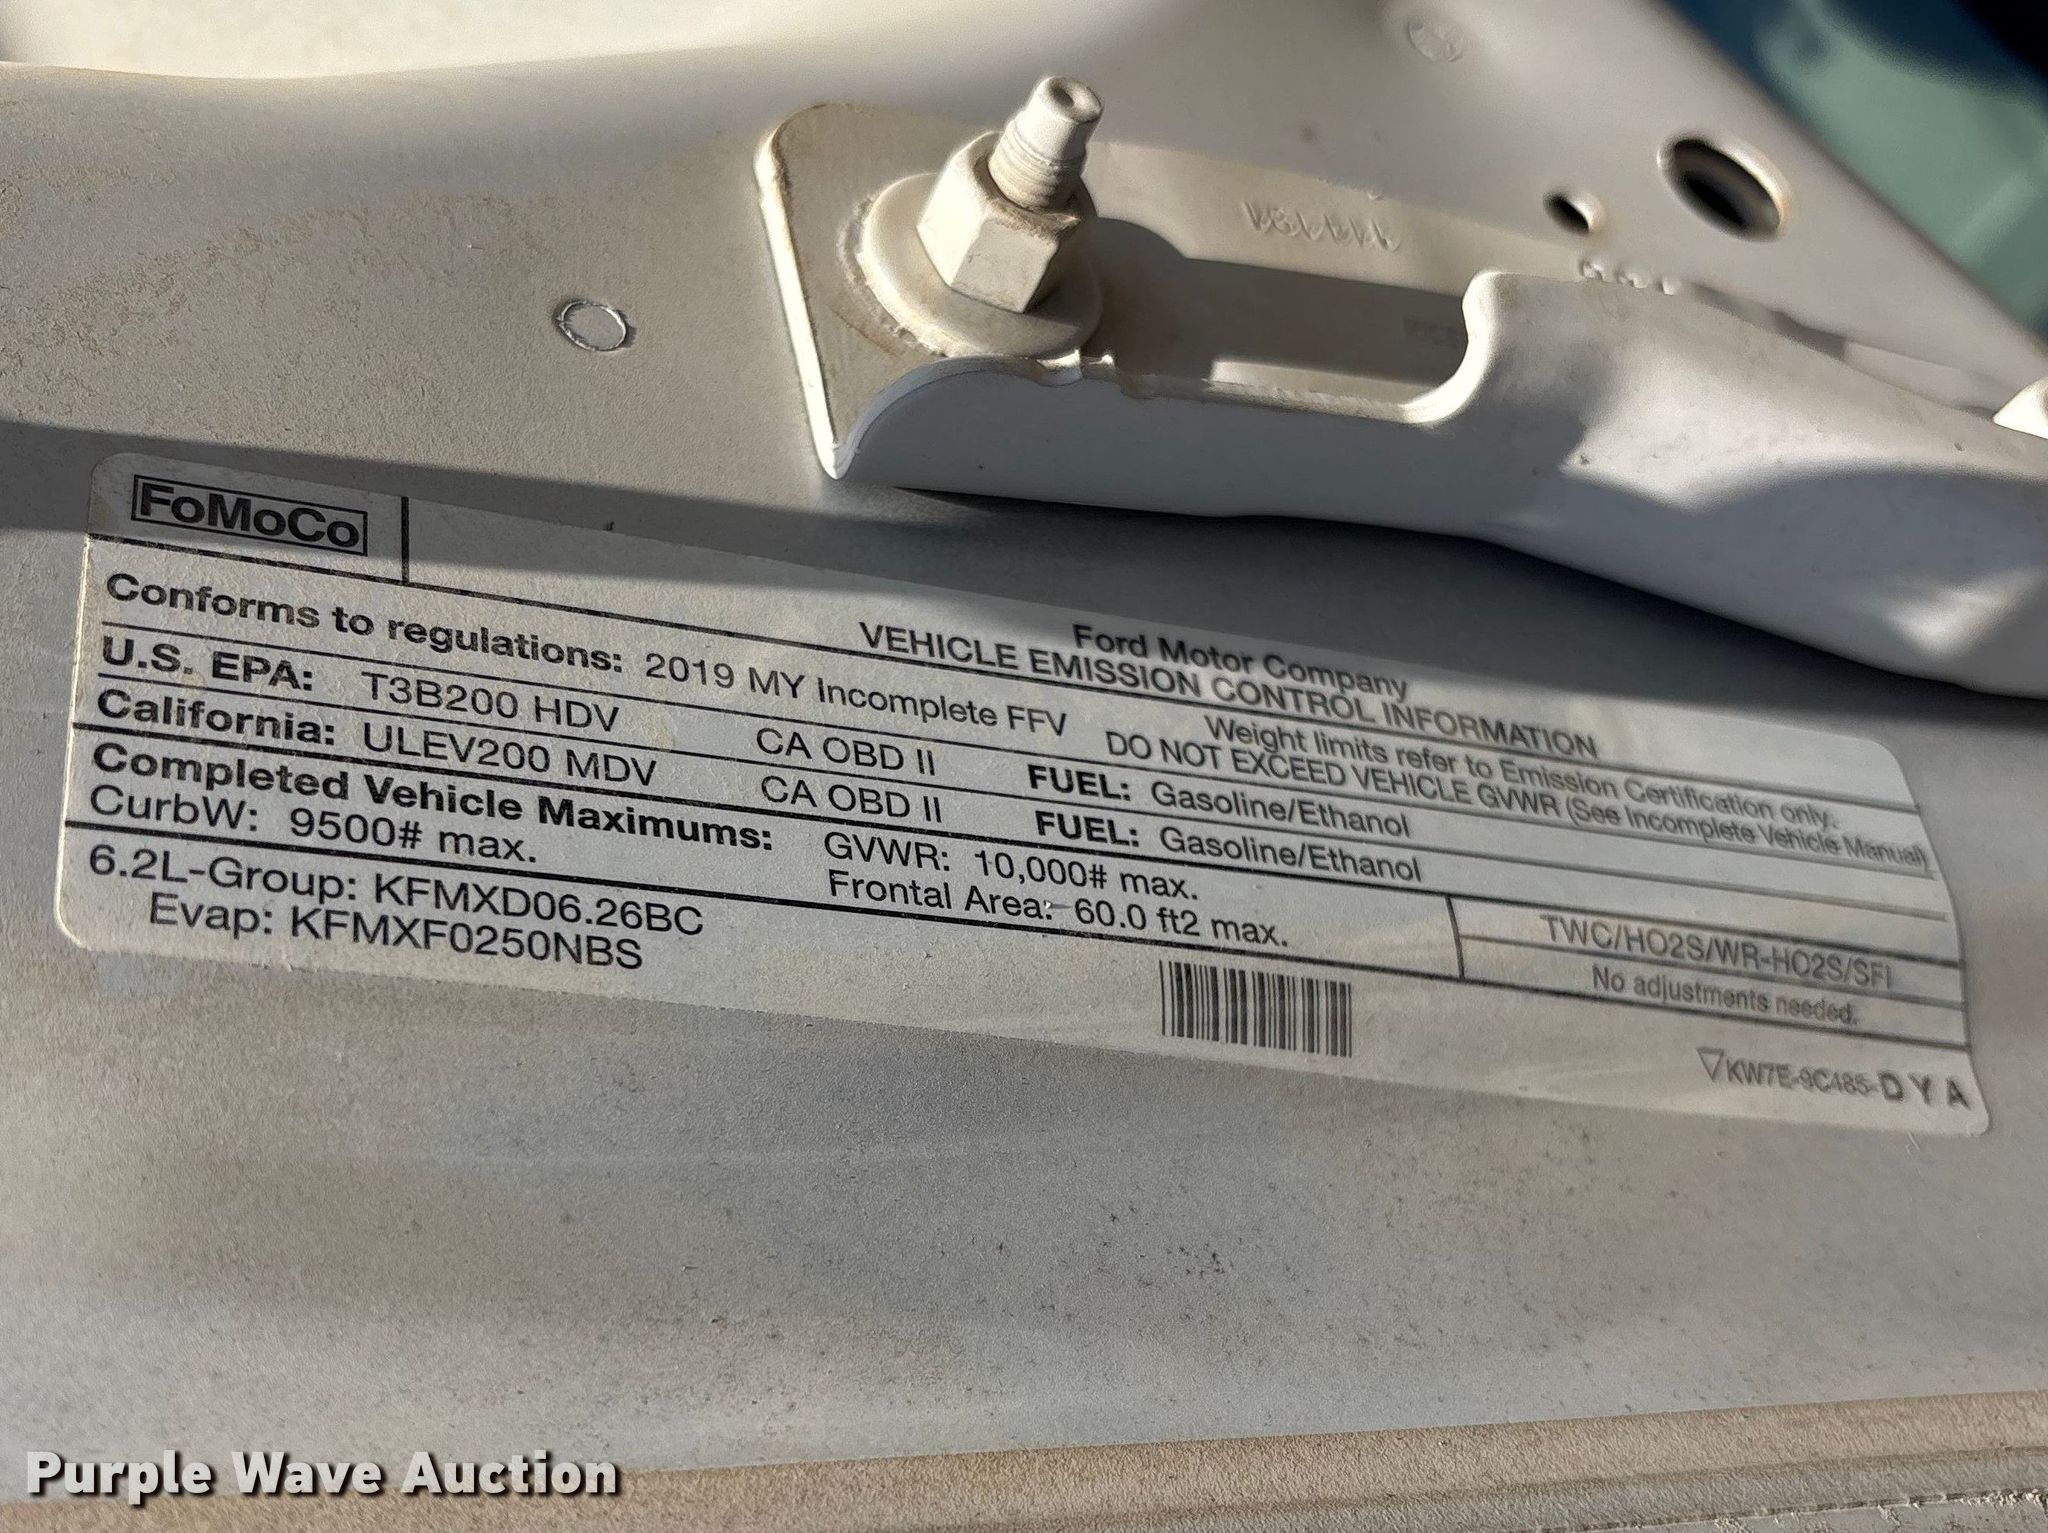 FoMoCo
Ford Motor Company
VEHICLE EMISSION CONTROL INFORMATION
Conforms to regulations: 2019 MY Incomplete FFV
Weight limits refer to Emission Certification only.
DO NOT EXCEED VEHICLE GVWR (See Incomplete Vehicle Manual)
U.S. EPA: T3B200 HDV CA OBD II FUEL: Gasoline/Ethanol
California: ULEV200 MDV CA OBD II FUEL: Gasoline/Ethanol
Completed Vehicle Maximums: GVWR: 10,000# max.
CurbW: 9500# max. Frontal Area: 60.0 ft2 max.
TWC/HO2S/WR-HO2S/SFI
No adjustments needed.
6.2L-Group: KFMXD06.26BC
Evap: KFMXF0250NBS
KW7E-9C485-D Y A
Purple Wave Auction